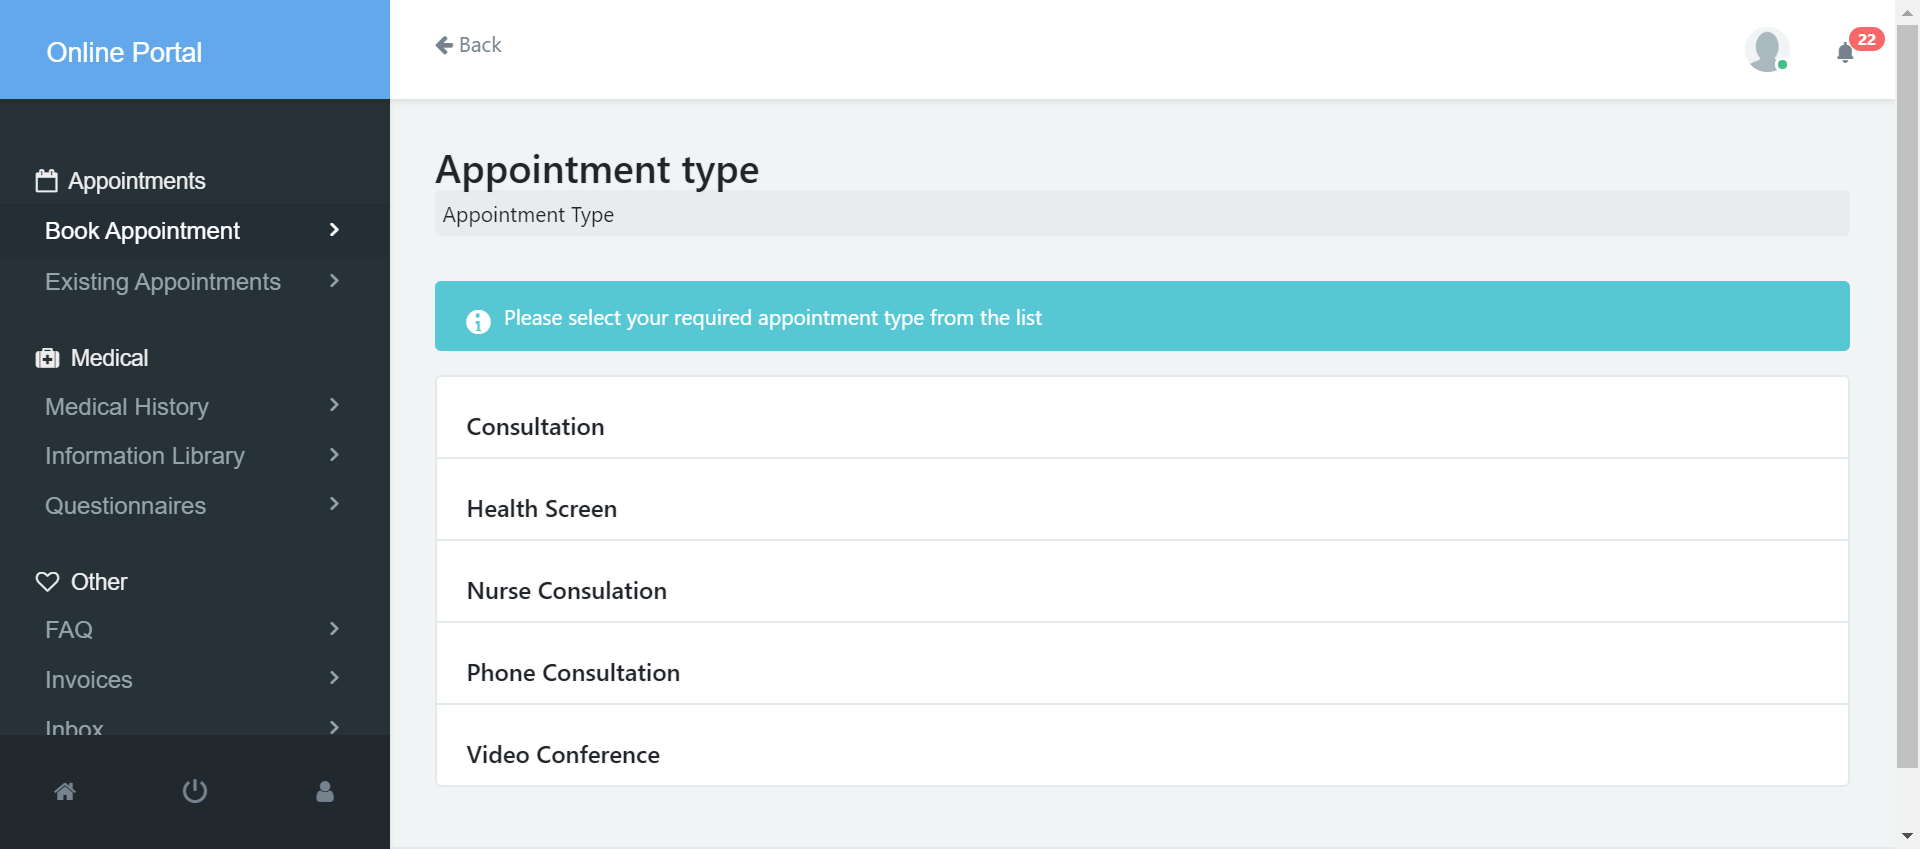 Online Portal
Back
22
Appointments
Book Appointment
Existing Appointments
Medical
Medical History
Information Library
Questionnaires
Other
FAQ
Invoices
Inbox
Appointment type
Appointment Type
Please select your required appointment type from the list
Consultation
Health Screen
Nurse Consulation
Phone Consultation
Video Conference